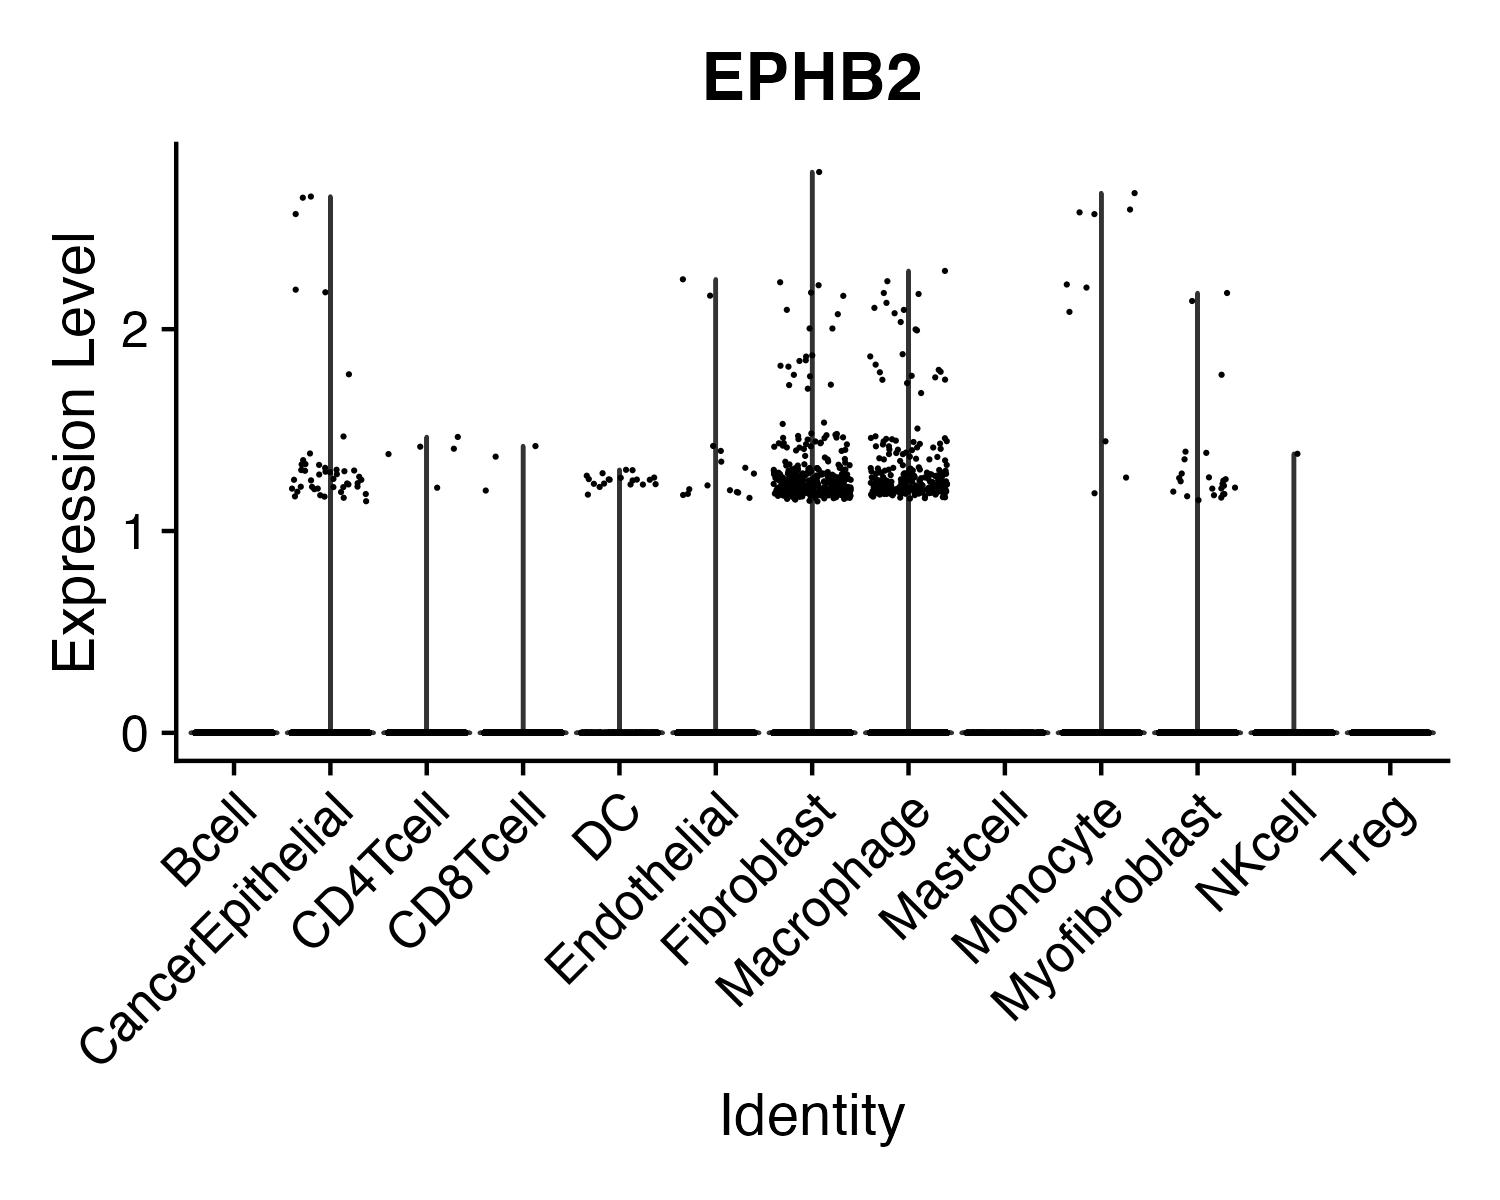 EPHB2
Expression Level
2
1
0
Bcell
CancerEpithelial
CD4Tcell
CD8Tcell
DC
Endothelial
Fibroblast
Macrophage
Mastcell
Monocyte
Myofibroblast
NKcell
Treg
Identity